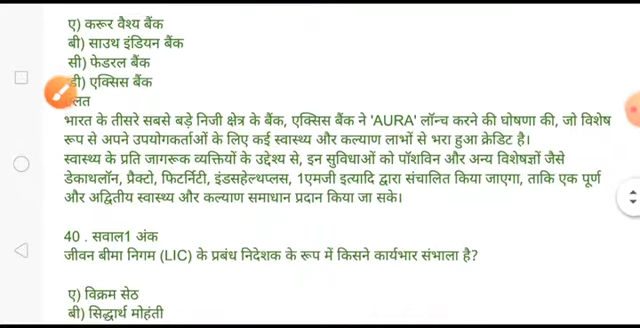 ए) करूर वैश्य बैंक
बी) साउथ इंडियन बैंक
सी) फेडरल बैंक
डी) एक्सिस बैंक
लत
भारत के तीसरे सबसे बड़े निजी क्षेत्र के बैंक, एक्सिस बैंक ने 'AURA' लॉन्च करने की घोषणा की, जो विशेष
रूप से अपने उपयोगकर्ताओं के लिए कई स्वास्थ्य और कल्याण लाभों से भरा हुआ क्रेडिट है।
स्वास्थ्य के प्रति जागरूक व्यक्तियों के उद्देश्य से, इन सुविधाओं को पॉशविन और अन्य विशेषज्ञों जैसे
डेकाथलॉन, प्रैक्टो, फिटर्निटी, इंडसहेल्थप्लस, 1एमजी इत्यादि द्वारा संचालित किया जाएगा, ताकि एक पूर्ण
और अद्वितीय स्वास्थ्य और कल्याण समाधान प्रदान किया जा सके।
40 . सवाल1 अंक
जीवन बीमा निगम (LIC) के प्रबंध निदेशक के रूप में किसने कार्यभार संभाला है?
ए) विक्रम सेठ
बी) सिद्धार्थ मोहंती